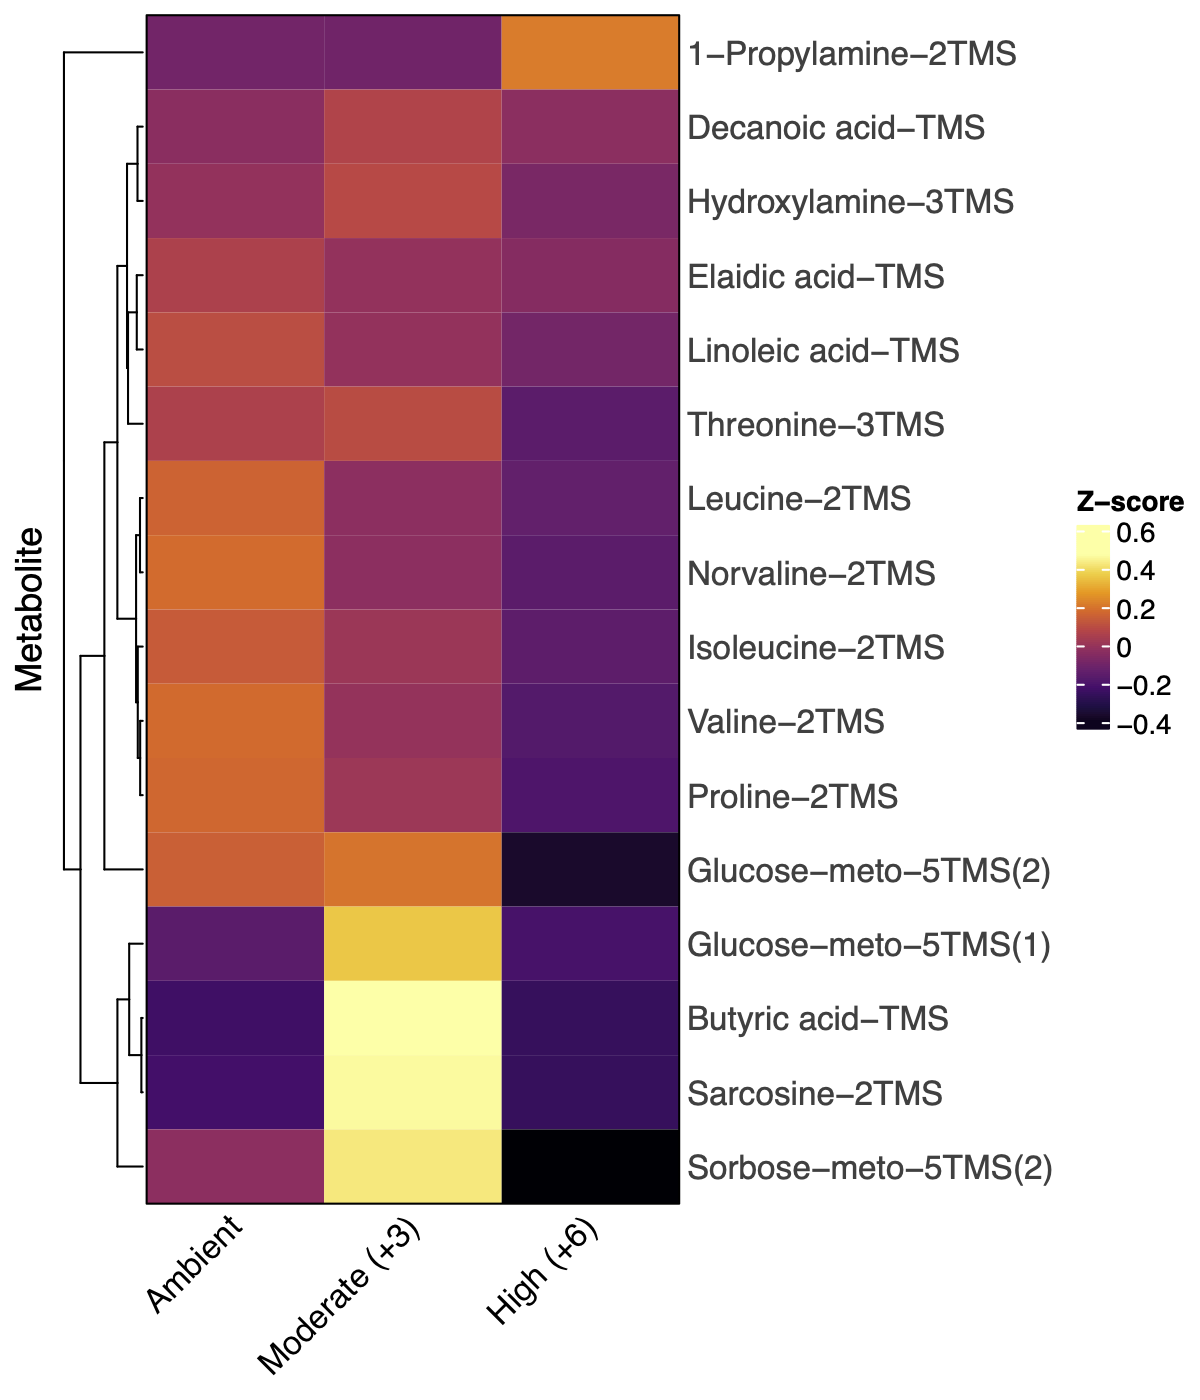 1−Propylamine−2TMS
Decanoic acid−TMS
Hydroxylamine−3TMS
Elaidic acid−TMS
Linoleic acid−TMS
Threonine−3TMS
Leucine−2TMS
Norvaline−2TMS
Isoleucine−2TMS
Valine−2TMS
Proline−2TMS
Glucose−meto−5TMS(2)
Glucose−meto−5TMS(1)
Butyric acid−TMS
Sarcosine−2TMS
Sorbose−meto−5TMS(2)
Metabolite
Z−score
0.6
0.4
0.2
0
−0.2
−0.4
Ambient
Moderate (+3)
High (+6)